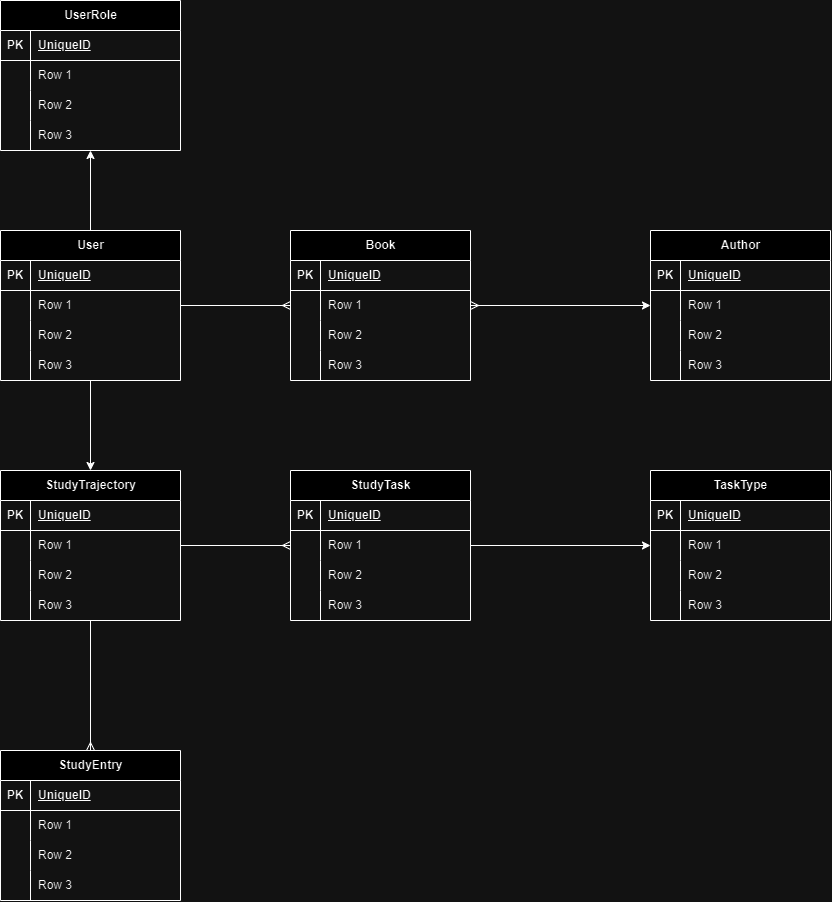 UserRole
PK UniqueID
Row 1
Row 2
Row 3
User
PK UniqueID
Row 1
Row 2
Row 3
Book
PK UniqueID
Row 1
Row 2
Row 3
Author
PK UniqueID
Row 1
Row 2
Row 3
StudyTrajectory
PK UniqueID
Row 1
Row 2
Row 3
StudyTask
PK UniqueID
Row 1
Row 2
Row 3
TaskType
PK UniqueID
Row 1
Row 2
Row 3
StudyEntry
PK UniqueID
Row 1
Row 2
Row 3